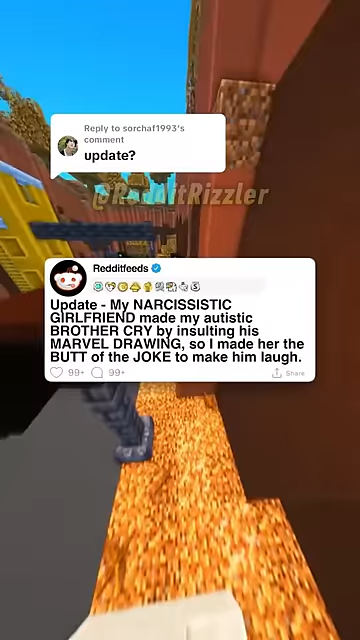 Reply to sorchaf1993's
comment
update?
@RedditRizzler
Redditfeeds
Update - My NARCISSISTIC
GIRLFRIEND made my autistic
BROTHER CRY by insulting his
MARVEL DRAWING, so I made her the
BUTT of the JOKE to make him laugh.
99+ 99+ Share